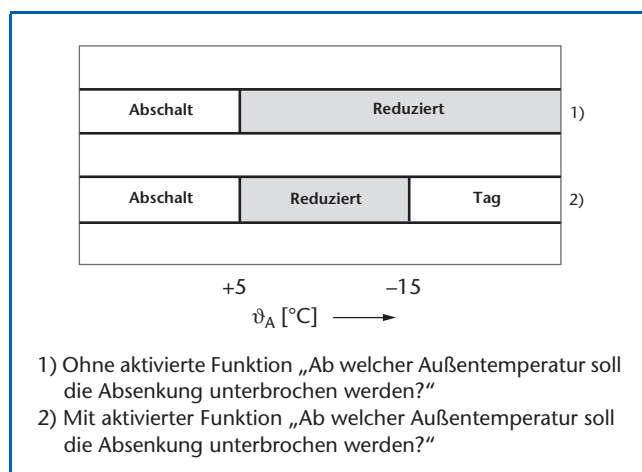 Abschalt Reduziert 1)
Abschalt Reduziert Tag 2)
+5 –15
ϑA [°C]
1) Ohne aktivierte Funktion „Ab welcher Außentemperatur soll
die Absenkung unterbrochen werden?“
2) Mit aktivierter Funktion „Ab welcher Außentemperatur soll
die Absenkung unterbrochen werden?“